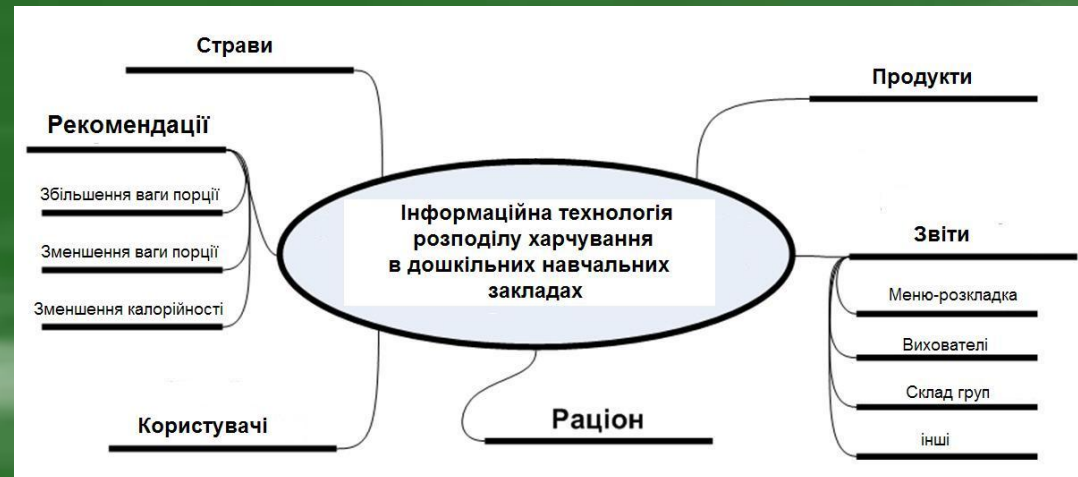 Страви
Продукти
Рекомендації
Збільшення ваги порції
Зменшення ваги порції
Зменшення калорійності
Інформаційна технологія
розподілу харчування
в дошкільних навчальних
закладах
Звіти
Меню-розкладка
Вихователі
Склад груп
інші
Користувачі
Раціон